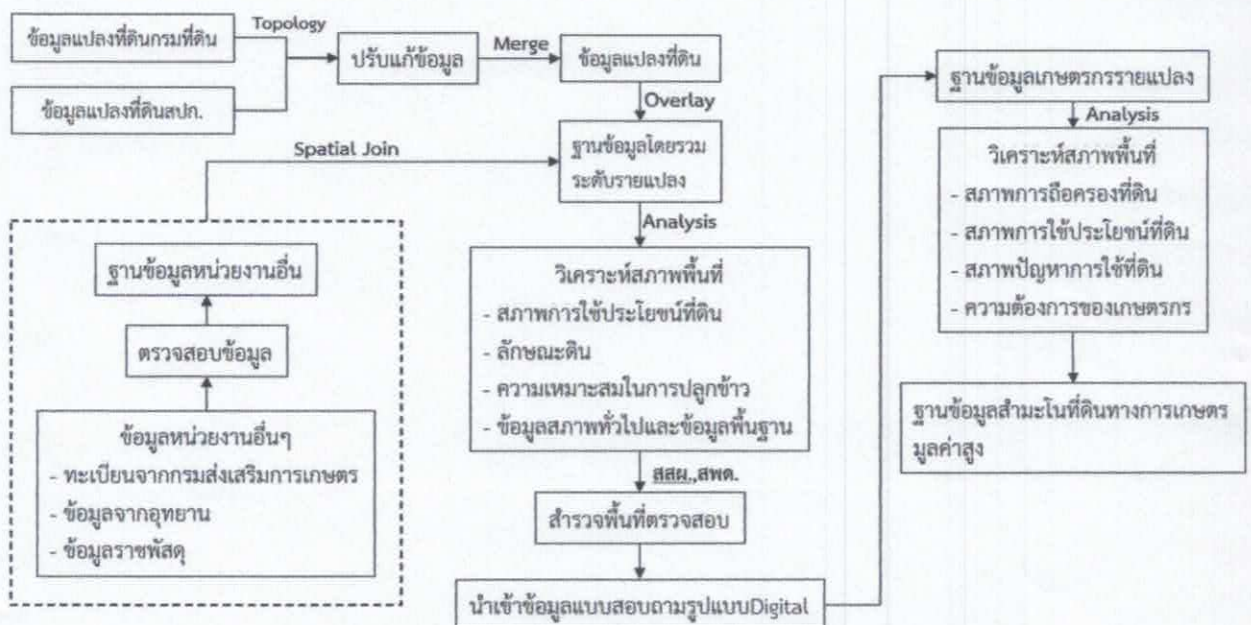 ข้อมูลแปลงที่ดินกรมที่ดิน
Topology
ข้อมูลแปลงที่ดินสปก.
ปรับแก้ข้อมูล
Merge
ข้อมูลแปลงที่ดิน
Overlay
Spatial Join
ฐานข้อมูลโดยรวม
ระดับรายแปลง
Analysis
ฐานข้อมูลหน่วยงานอื่น
ตรวจสอบข้อมูล
ข้อมูลหน่วยงานอื่นๆ
- ทะเบียนจากกรมส่งเสริมการเกษตร
- ข้อมูลจากอุทยาน
- ข้อมูลราชพัสดุ
วิเคราะห์สภาพพื้นที่
- สภาพการใช้ประโยชน์ที่ดิน
- ลักษณะดิน
- ความเหมาะสมในการปลูกข้าว
- ข้อมูลสภาพทั่วไปและข้อมูลพื้นฐาน
สสผ.,สพด.
สำรวจพื้นที่ตรวจสอบ
นำเข้าข้อมูลแบบสอบถามรูปแบบDigital
ฐานข้อมูลเกษตรกรรายแปลง
Analysis
วิเคราะห์สภาพพื้นที่
- สภาพการถือครองที่ดิน
- สภาพการใช้ประโยชน์ที่ดิน
- สภาพปัญหาการใช้ที่ดิน
- ความต้องการของเกษตรกร
ฐานข้อมูลสำมะโนที่ดินทางการเกษตร
มูลค่าสูง